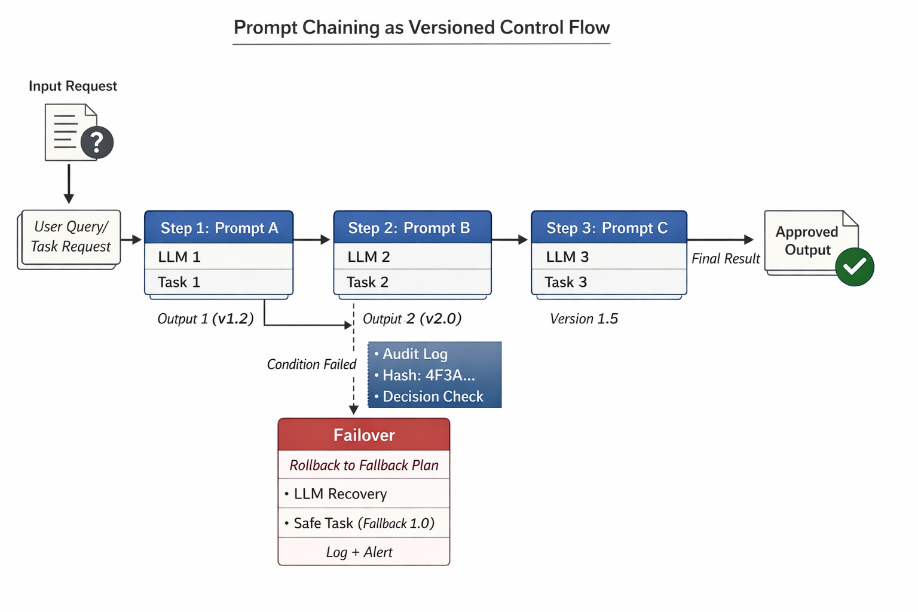 Prompt Chaining as Versioned Control Flow
Input Request
?
User Query/
Task Request
Step 1: Prompt A
LLM 1
Task 1
Output 1 (v1.2)
Step 2: Prompt B
LLM 2
Task 2
Output 2 (v2.0)
Step 3: Prompt C
LLM 3
Task 3
Version 1.5
Final Result
Approved
Output
Condition Failed
• Audit Log
• Hash: 4F3A...
• Decision Check
Failover
Rollback to Fallback Plan
• LLM Recovery
• Safe Task (Fallback 1.0)
Log + Alert